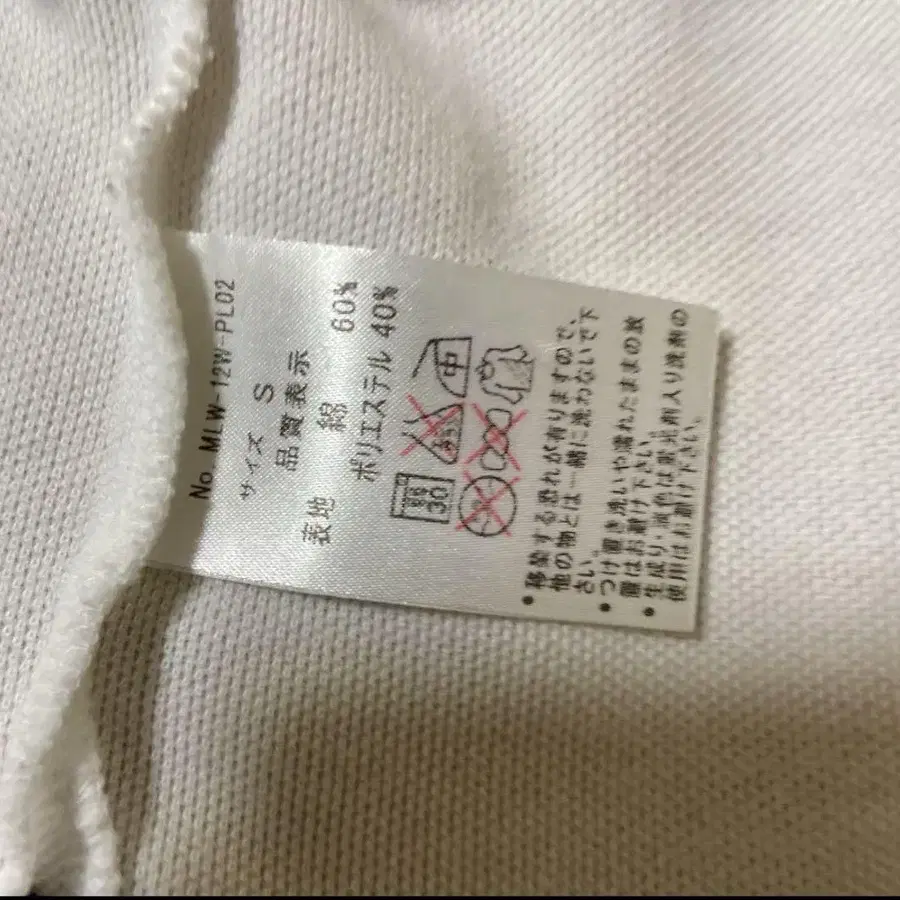 No. MLW-12W-PL02
サイズ S
品質表示
表地 綿 60%
ポリエステル 40%
中
30
・移染する恐れが有りますので、
他の物とは一緒に洗わないで下
さい。
・つけ置き洗いや濡れたままの放
置はお避け下さい。
・生成り・淡色は蛍光剤入り洗剤の
使用はお避け下さい。